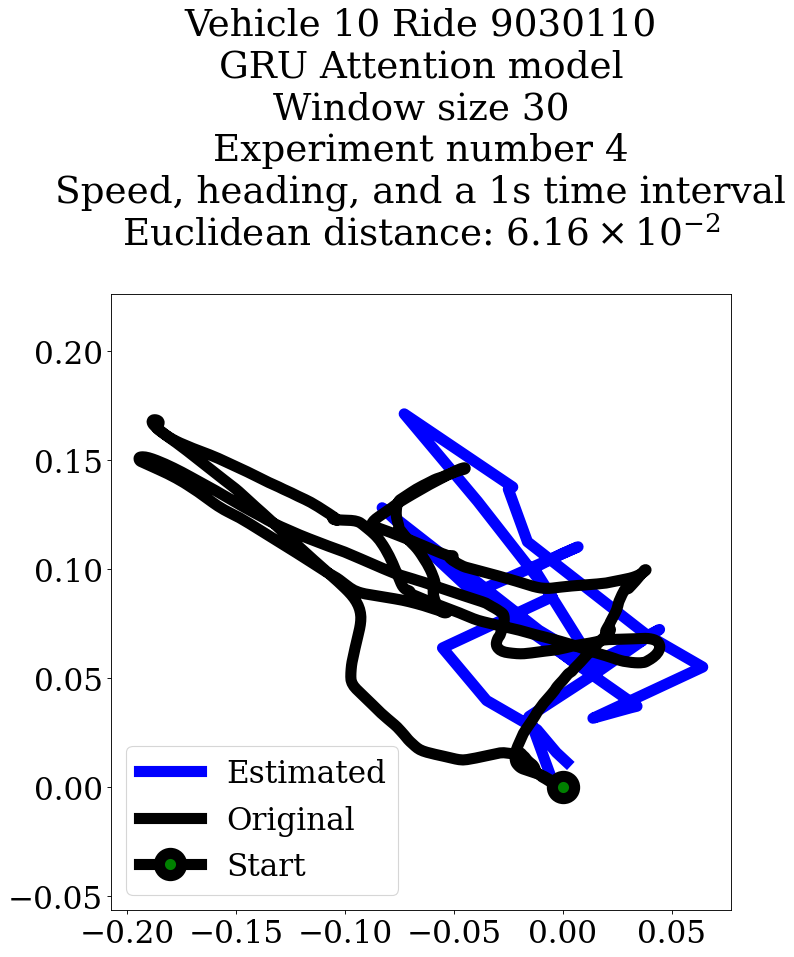 Vehicle 10 Ride 9030110
GRU Attention model
Window size 30
Experiment number 4
Speed, heading, and a 1s time interval
Euclidean distance: 6.16 × 10⁻²
0.20
0.15
0.10
0.05
0.00
−0.05
Estimated
Original
Start
−0.20 −0.15 −0.10 −0.05 0.00 0.05